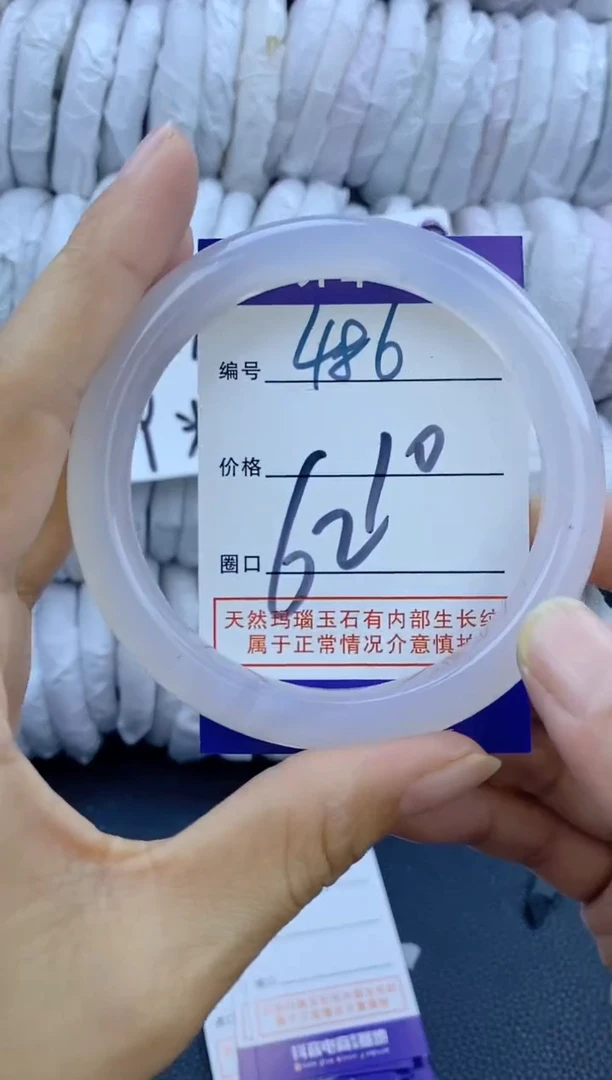 编号 486
价格
圈口 621⁰
天然玛瑙玉石有内部生长纹
属于正常情况介意慎拍